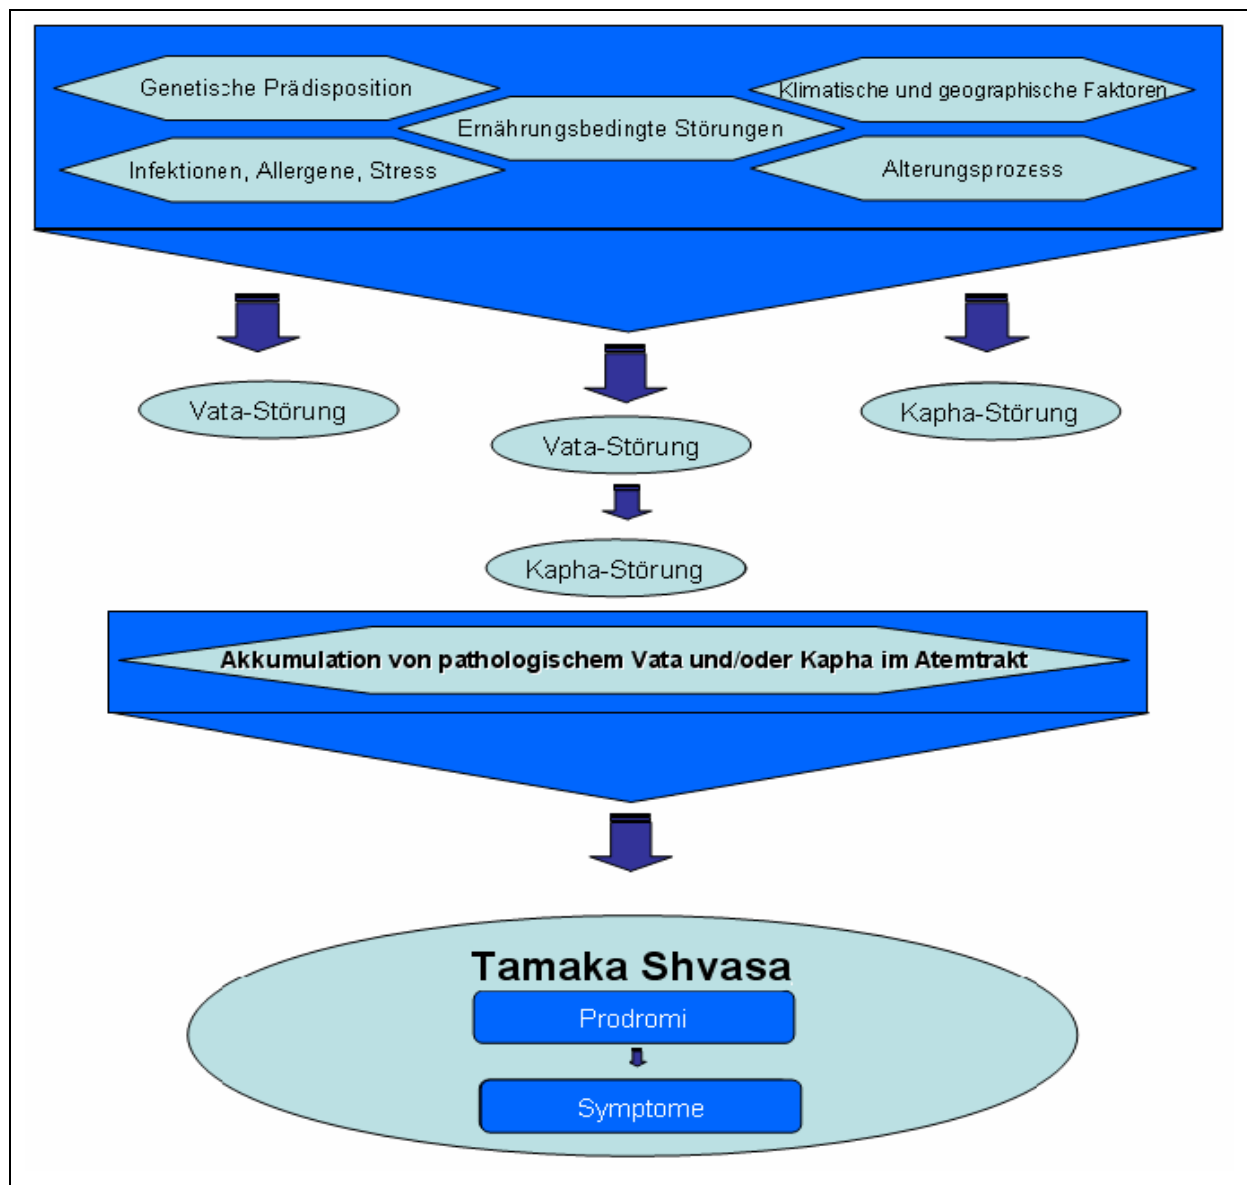 Genetische Prädisposition
Klimatische und geographische Faktoren
Ernährungsbedingte Störungen
Infektionen, Allergene, Stress
Alterungsprozess
Vata-Störung
Vata-Störung
Kapha-Störung
Kapha-Störung
Akkumulation von pathologischem Vata und/oder Kapha im Atemtrakt
Tamaka Shvasa
Prodromi
Symptome